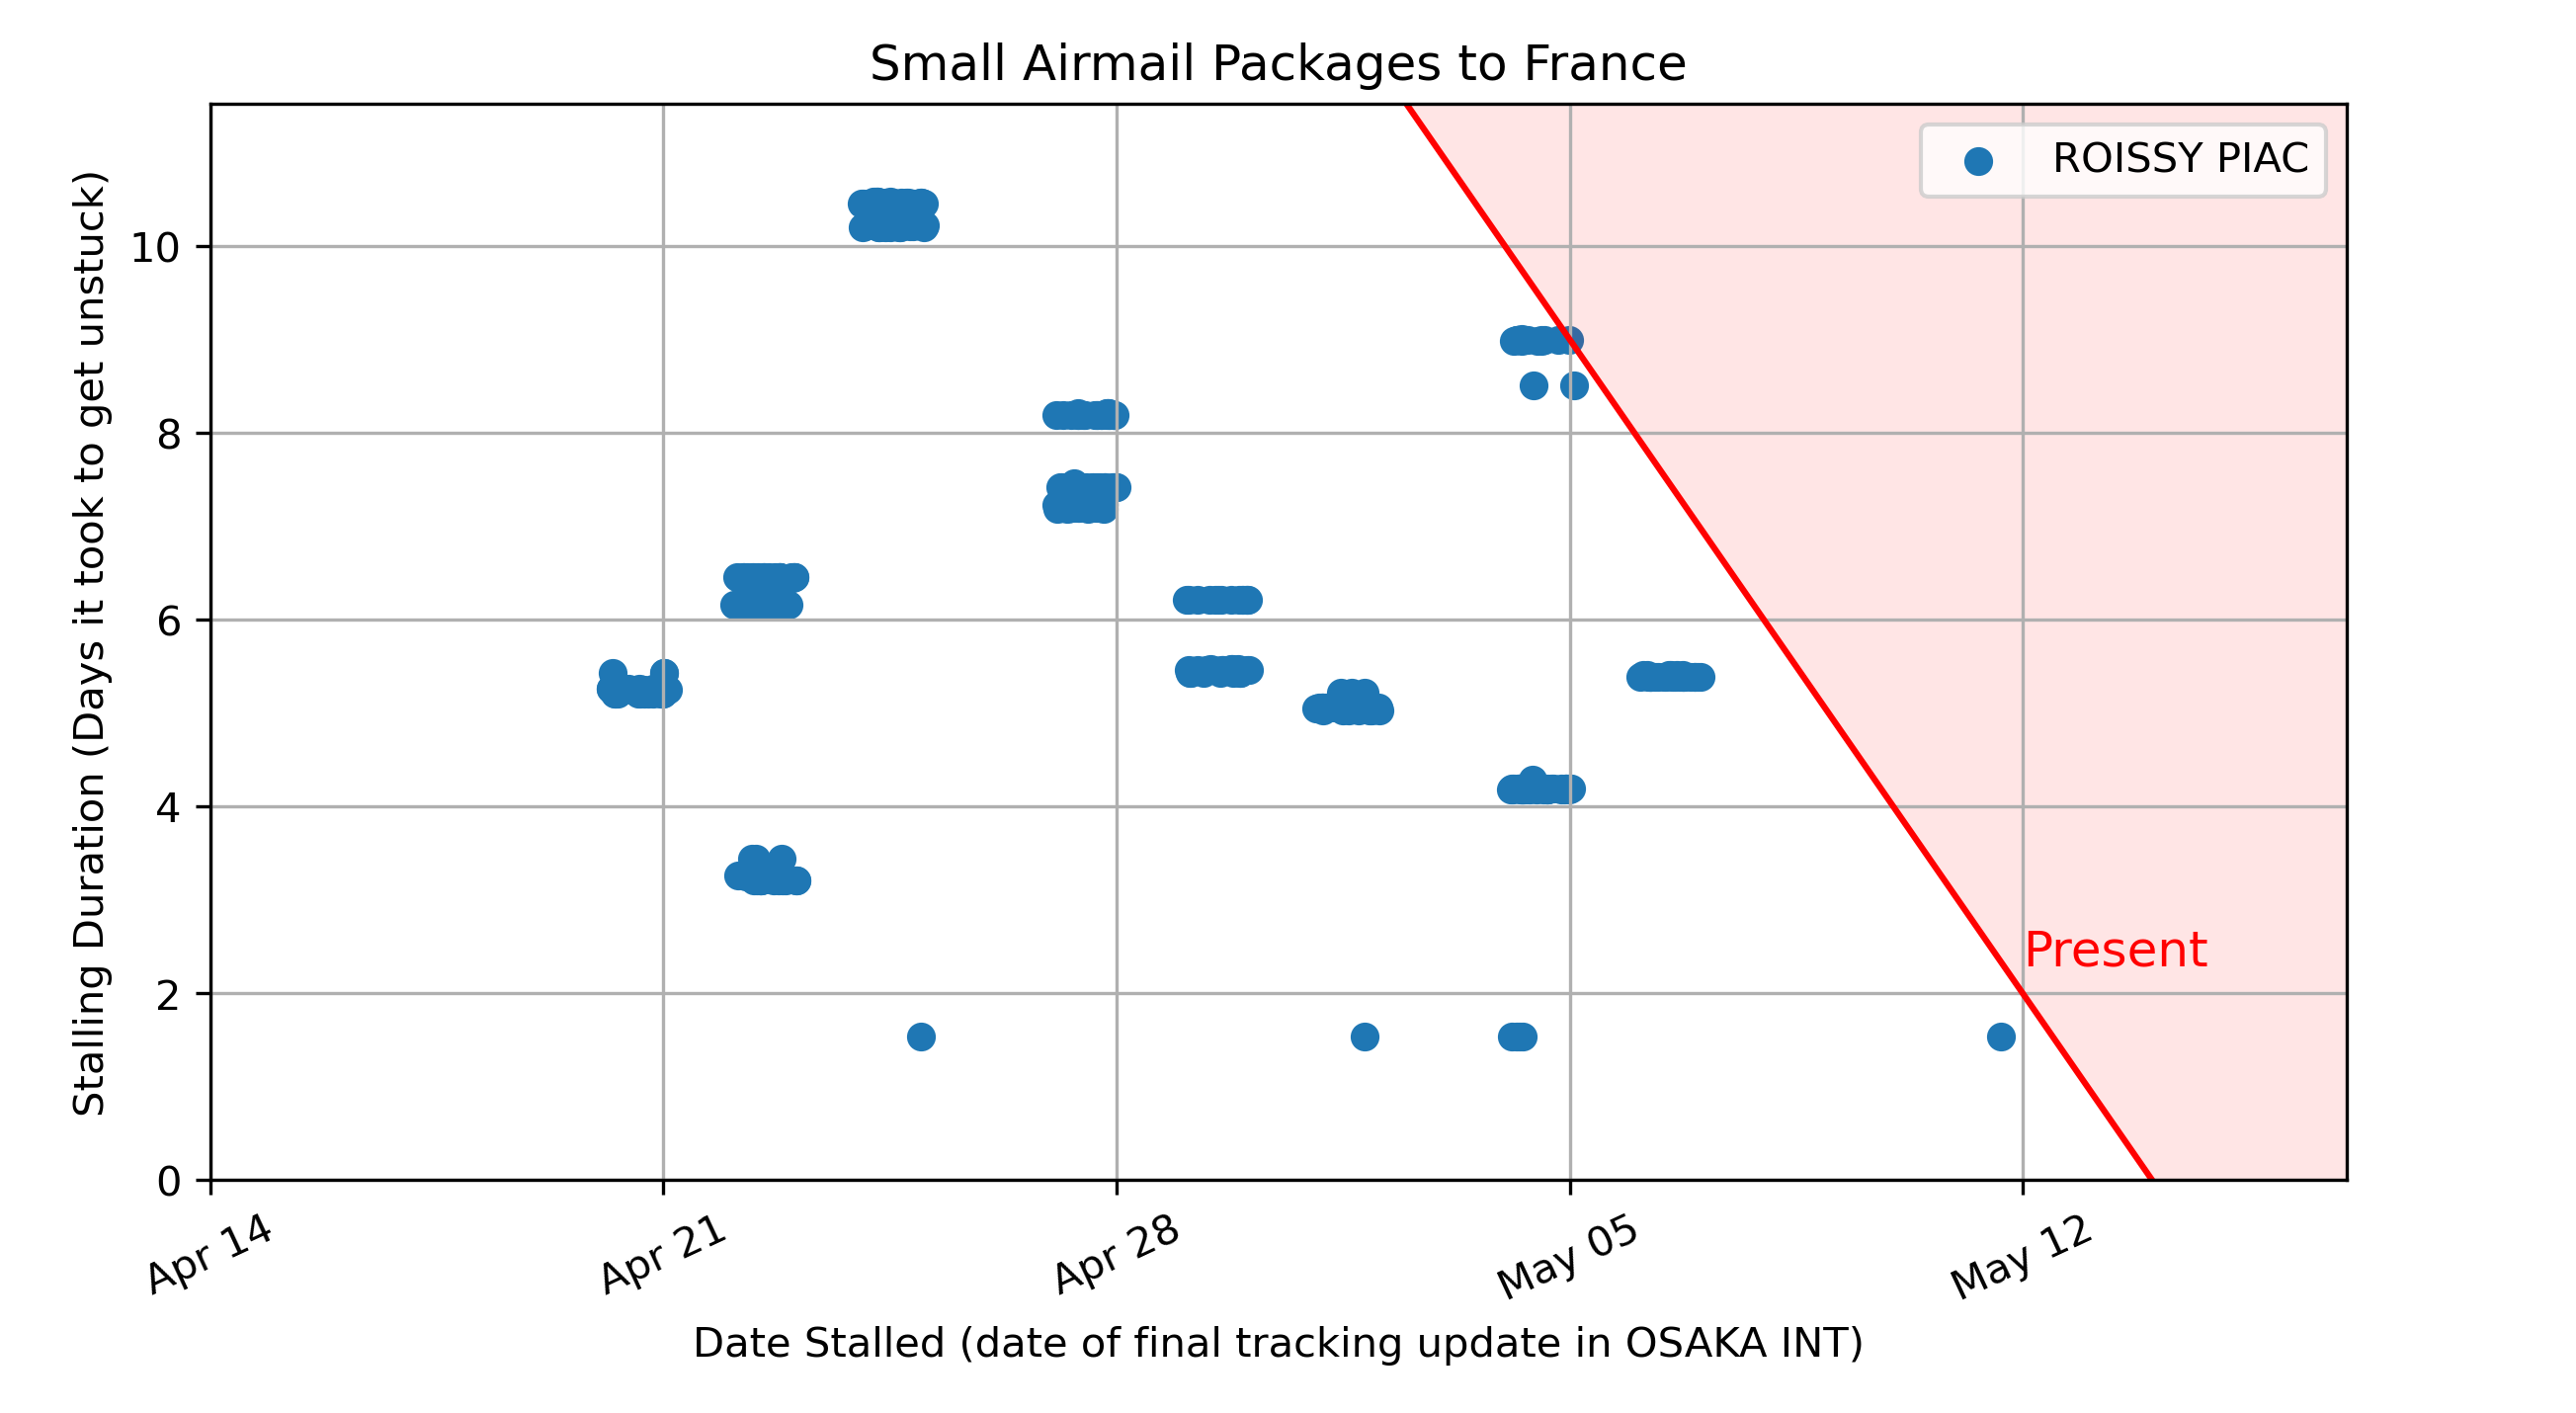 Small Airmail Packages to France
ROISSY PIAC
Stalling Duration (Days it took to get unstuck)
10
8
6
4
2
0
Present
Apr 14
Apr 21
Apr 28
May 05
May 12
Date Stalled (date of final tracking update in OSAKA INT)